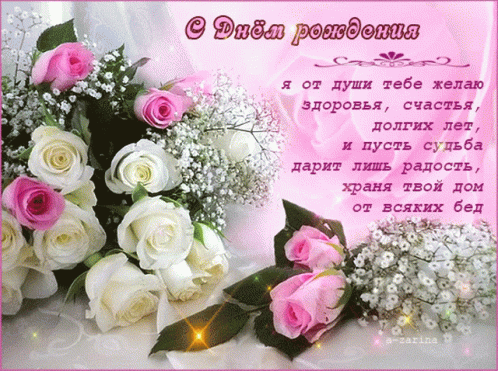 С Днём рождения
я от души тебе желаю
здоровья, счастья,
долгих лет,
и пусть судьба
дарит лишь радость,
храня твой дом
от всяких бед
a-zarina